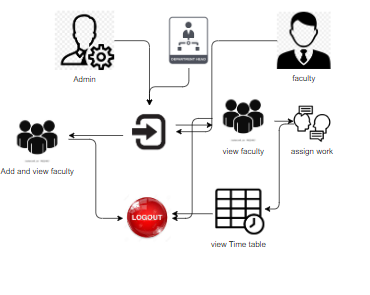 DEPARTMENT HEAD
Admin
faculty
view faculty
assign work
Add and view faculty
LOGOUT
view Time table